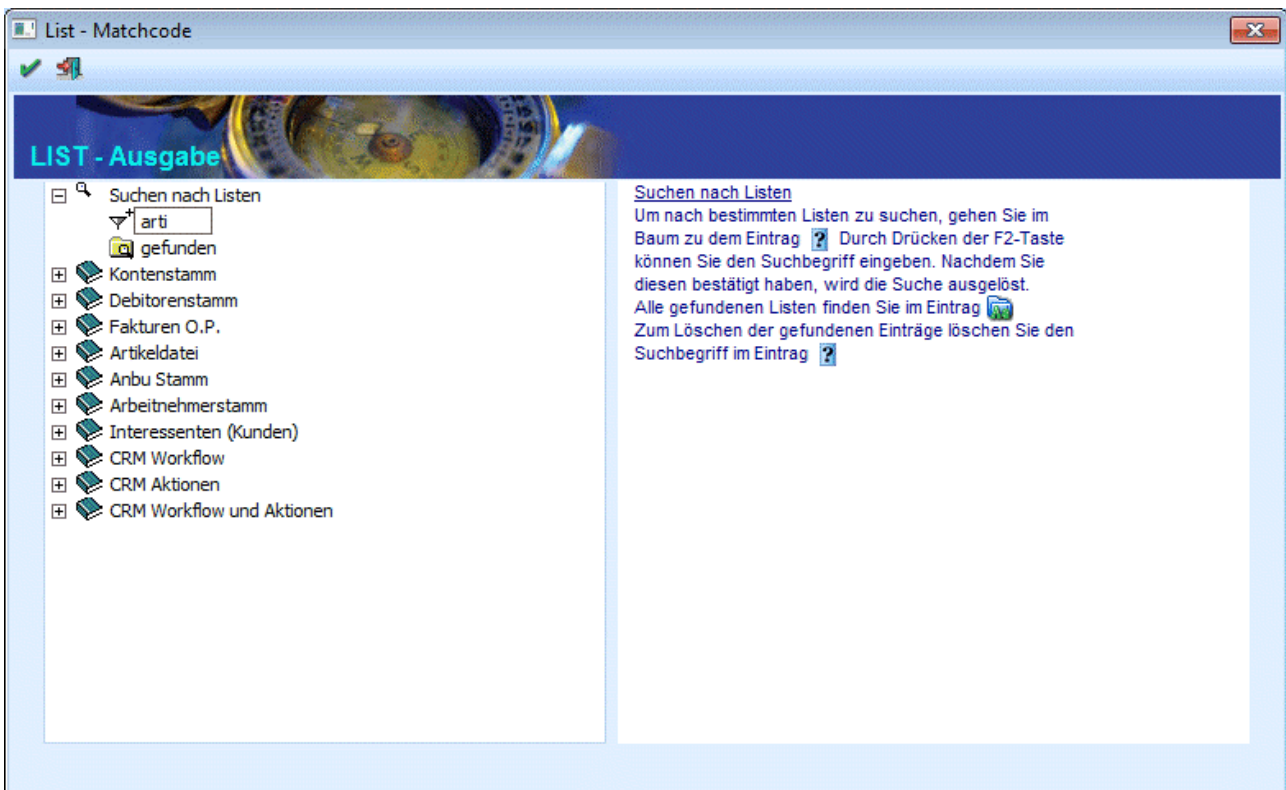 List - Matchcode
LIST - Ausgabe
Suchen nach Listen
arti
gefunden
Kontenstamm
Debitorenstamm
Fakturen O.P.
Artikeldatei
Anbu Stamm
Arbeitnehmerstamm
Interessenten (Kunden)
CRM Workflow
CRM Aktionen
CRM Workflow und Aktionen
Suchen nach Listen
Um nach bestimmten Listen zu suchen, gehen Sie im
Baum zu dem Eintrag ? Durch Drücken der F2-Taste
können Sie den Suchbegriff eingeben. Nachdem Sie
diesen bestätigt haben, wird die Suche ausgelöst.
Alle gefundenen Listen finden Sie im Eintrag
Zum Löschen der gefundenen Einträge löschen Sie den
Suchbegriff im Eintrag ?